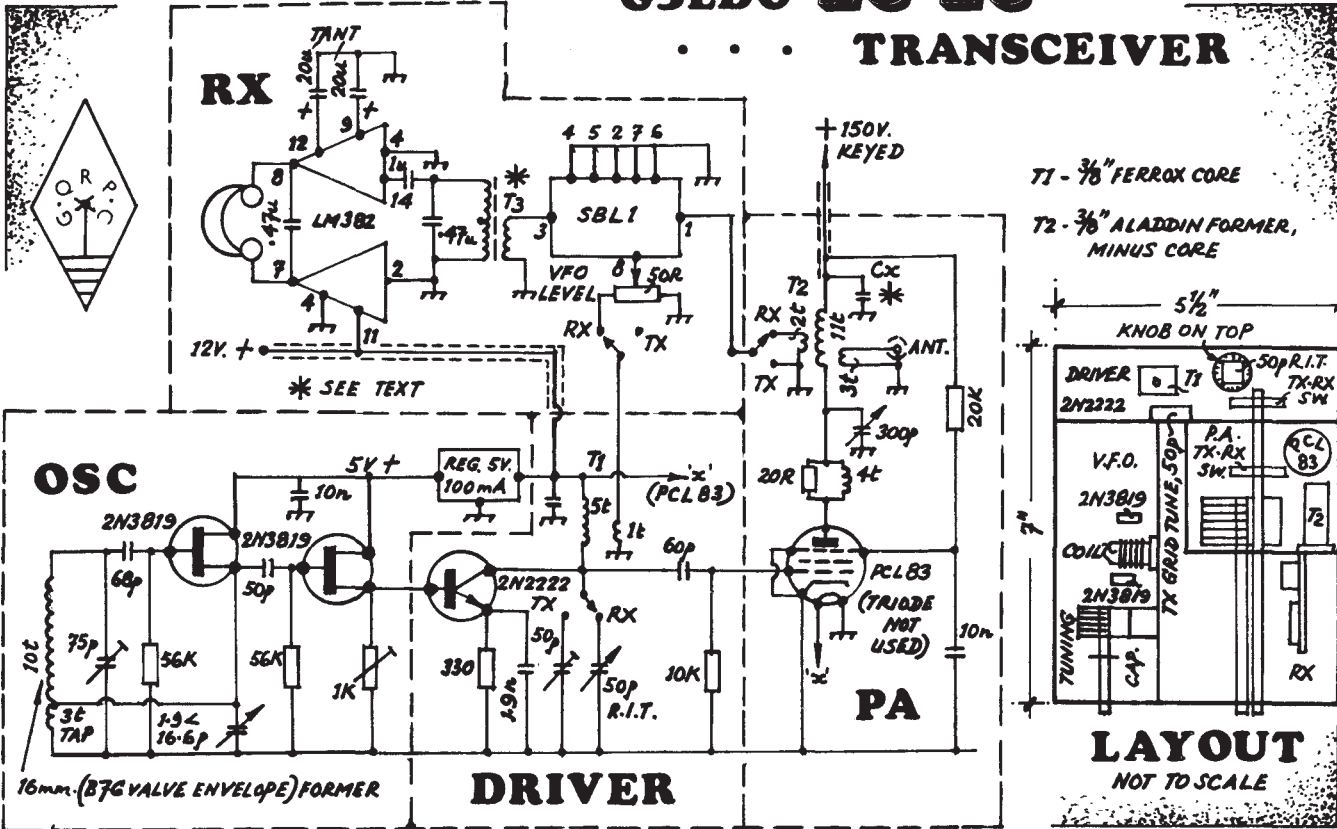 TRANSCEIVER
RX
TANT
20u
20u
+
+
12
9
4
1u
14
8
.47u
LM382
.47u
7
4
2
11
*
T3
4 5 2 7 6
SBL1
3
1
8
50R
VFO
LEVEL
RX
TX
12V. +
* SEE TEXT
G.QRP.C.
+150V.
KEYED
Cx
*
T2
RX
2t
11t
3t
ANT.
TX
300p
20K
20R
4t
T1 - 3/8" FERROX CORE
T2 - 3/8" ALADDIN FORMER,
MINUS CORE
OSC
5V +
REG. 5V.
100mA
T1
'X'
(PCL83)
10n
5t
1t
2N3819
2N3819
68p
50p
2N2222
60p
PCL83
(TRIODE
NOT
USED)
10n
'X'
10t
75p
56K
56K
1K
330
1.9n
TX
50p
RX
50p
R.I.T.
10K
3t
TAP
1.9<
16.6p
PA
16mm.(B7G VALVE ENVELOPE) FORMER
DRIVER
5 1/2"
KNOB ON TOP
50p R.I.T.
TX-RX
SW.
DRIVER
2N2222
T1
7"
V.F.O.
P.A.
TX-RX
SW.
PCL
83
2N3819
COIL
2N3819
TX GRID TUNE, 50p
T2
TUNING
CAP.
RX
LAYOUT
NOT TO SCALE